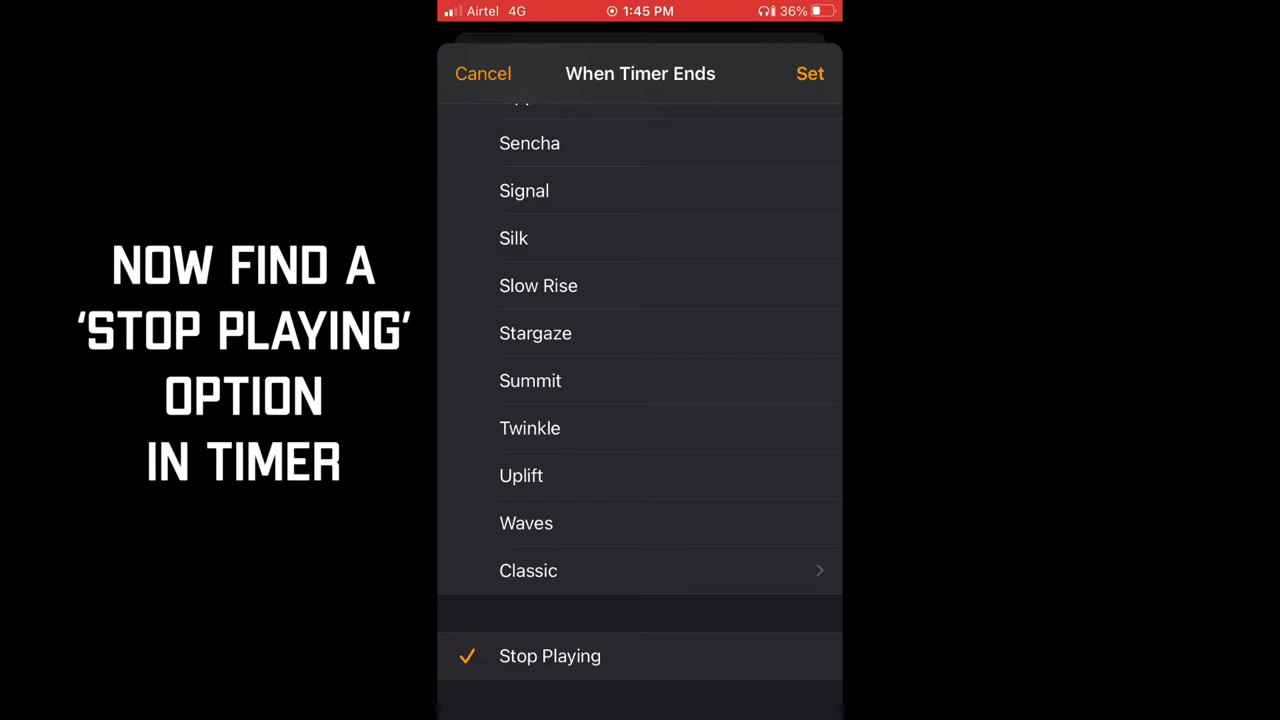 Airtel 4G 1:45 PM 36%
Cancel When Timer Ends Set
Sencha
Signal
Silk
Slow Rise
Stargaze
Summit
Twinkle
Uplift
Waves
Classic
Stop Playing
NOW FIND A
‘STOP PLAYING’
OPTION
IN TIMER